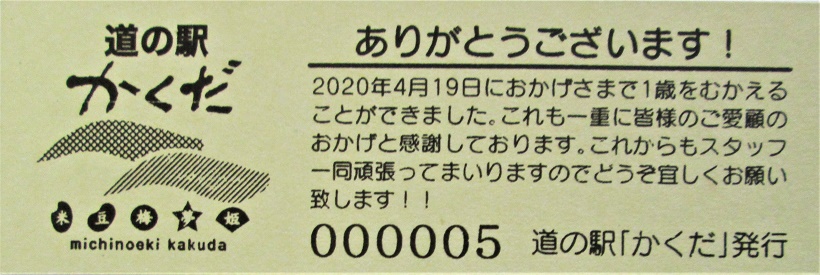 道の駅
かくだ
米 豆 梅 夢 姫
michinoeki kakuda
ありがとうございます！
2020年4月19日におかげさまで1歳をむかえる
ことができました。これも一重に皆様のご愛顧の
おかげと感謝しております。これからもスタッフ
一同頑張ってまいりますのでどうぞ宜しくお願い
致します！！
000005 道の駅「かくだ」発行